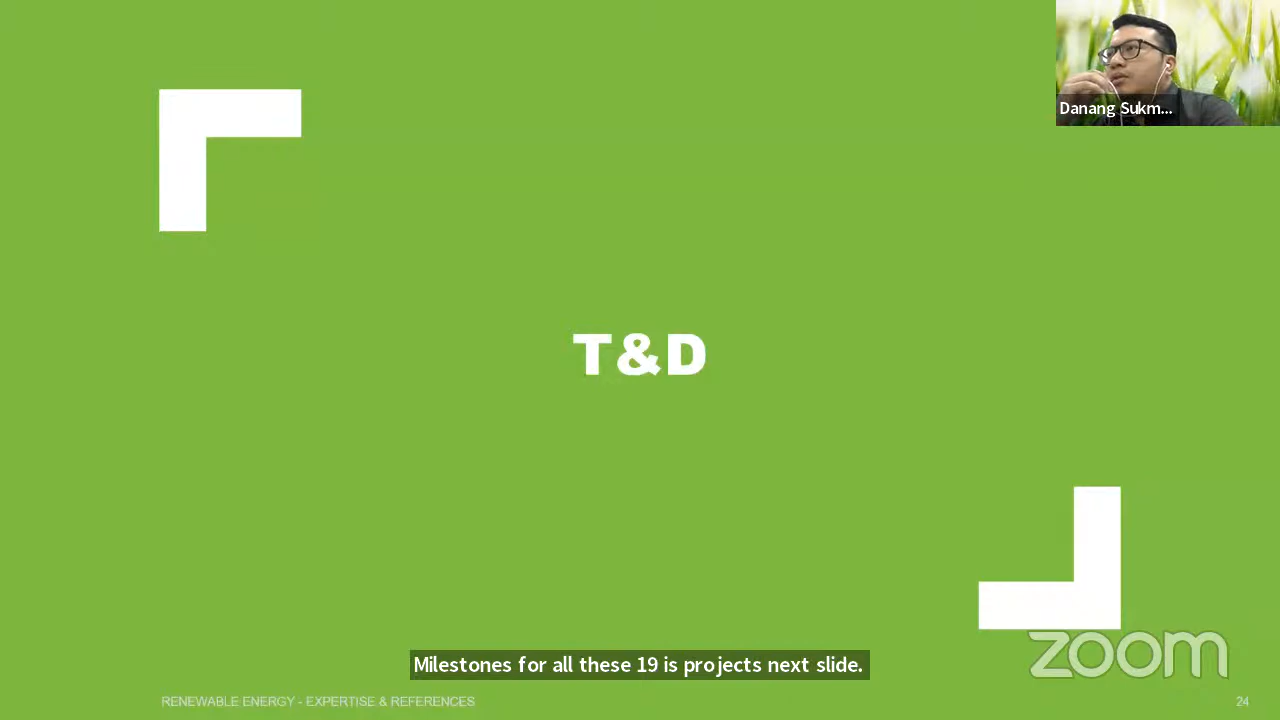 Danang Sukm...
T&D
Milestones for all these 19 is projects next slide.
zoom
RENEWABLE ENERGY - EXPERTISE & REFERENCES
24